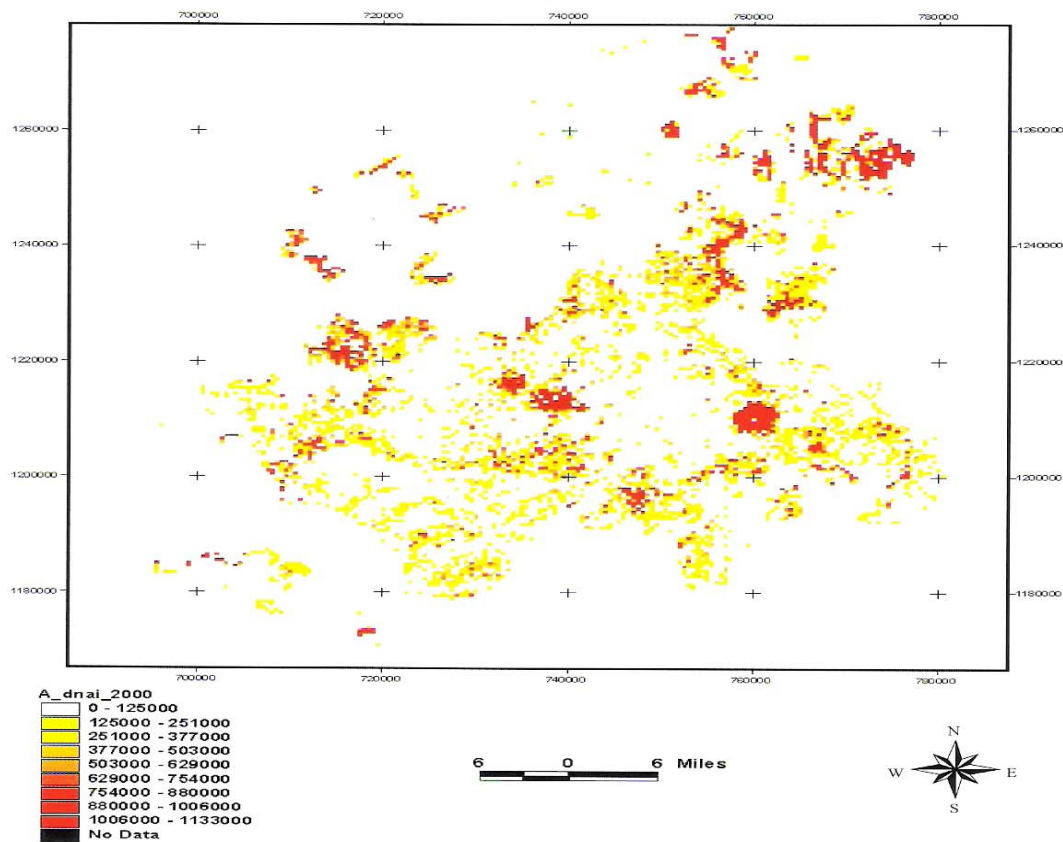 700000 720000 740000 760000 780000
1260000 1260000
1240000 1240000
1220000 1220000
1200000 1200000
1180000 1180000
700000 720000 740000 760000 780000
A_dnai_2000
0 - 125000
125000 - 251000
251000 - 377000
377000 - 503000
503000 - 629000
629000 - 754000
754000 - 880000
880000 - 1006000
1006000 - 1133000
No Data
6 0 6 Miles
N
W E
S